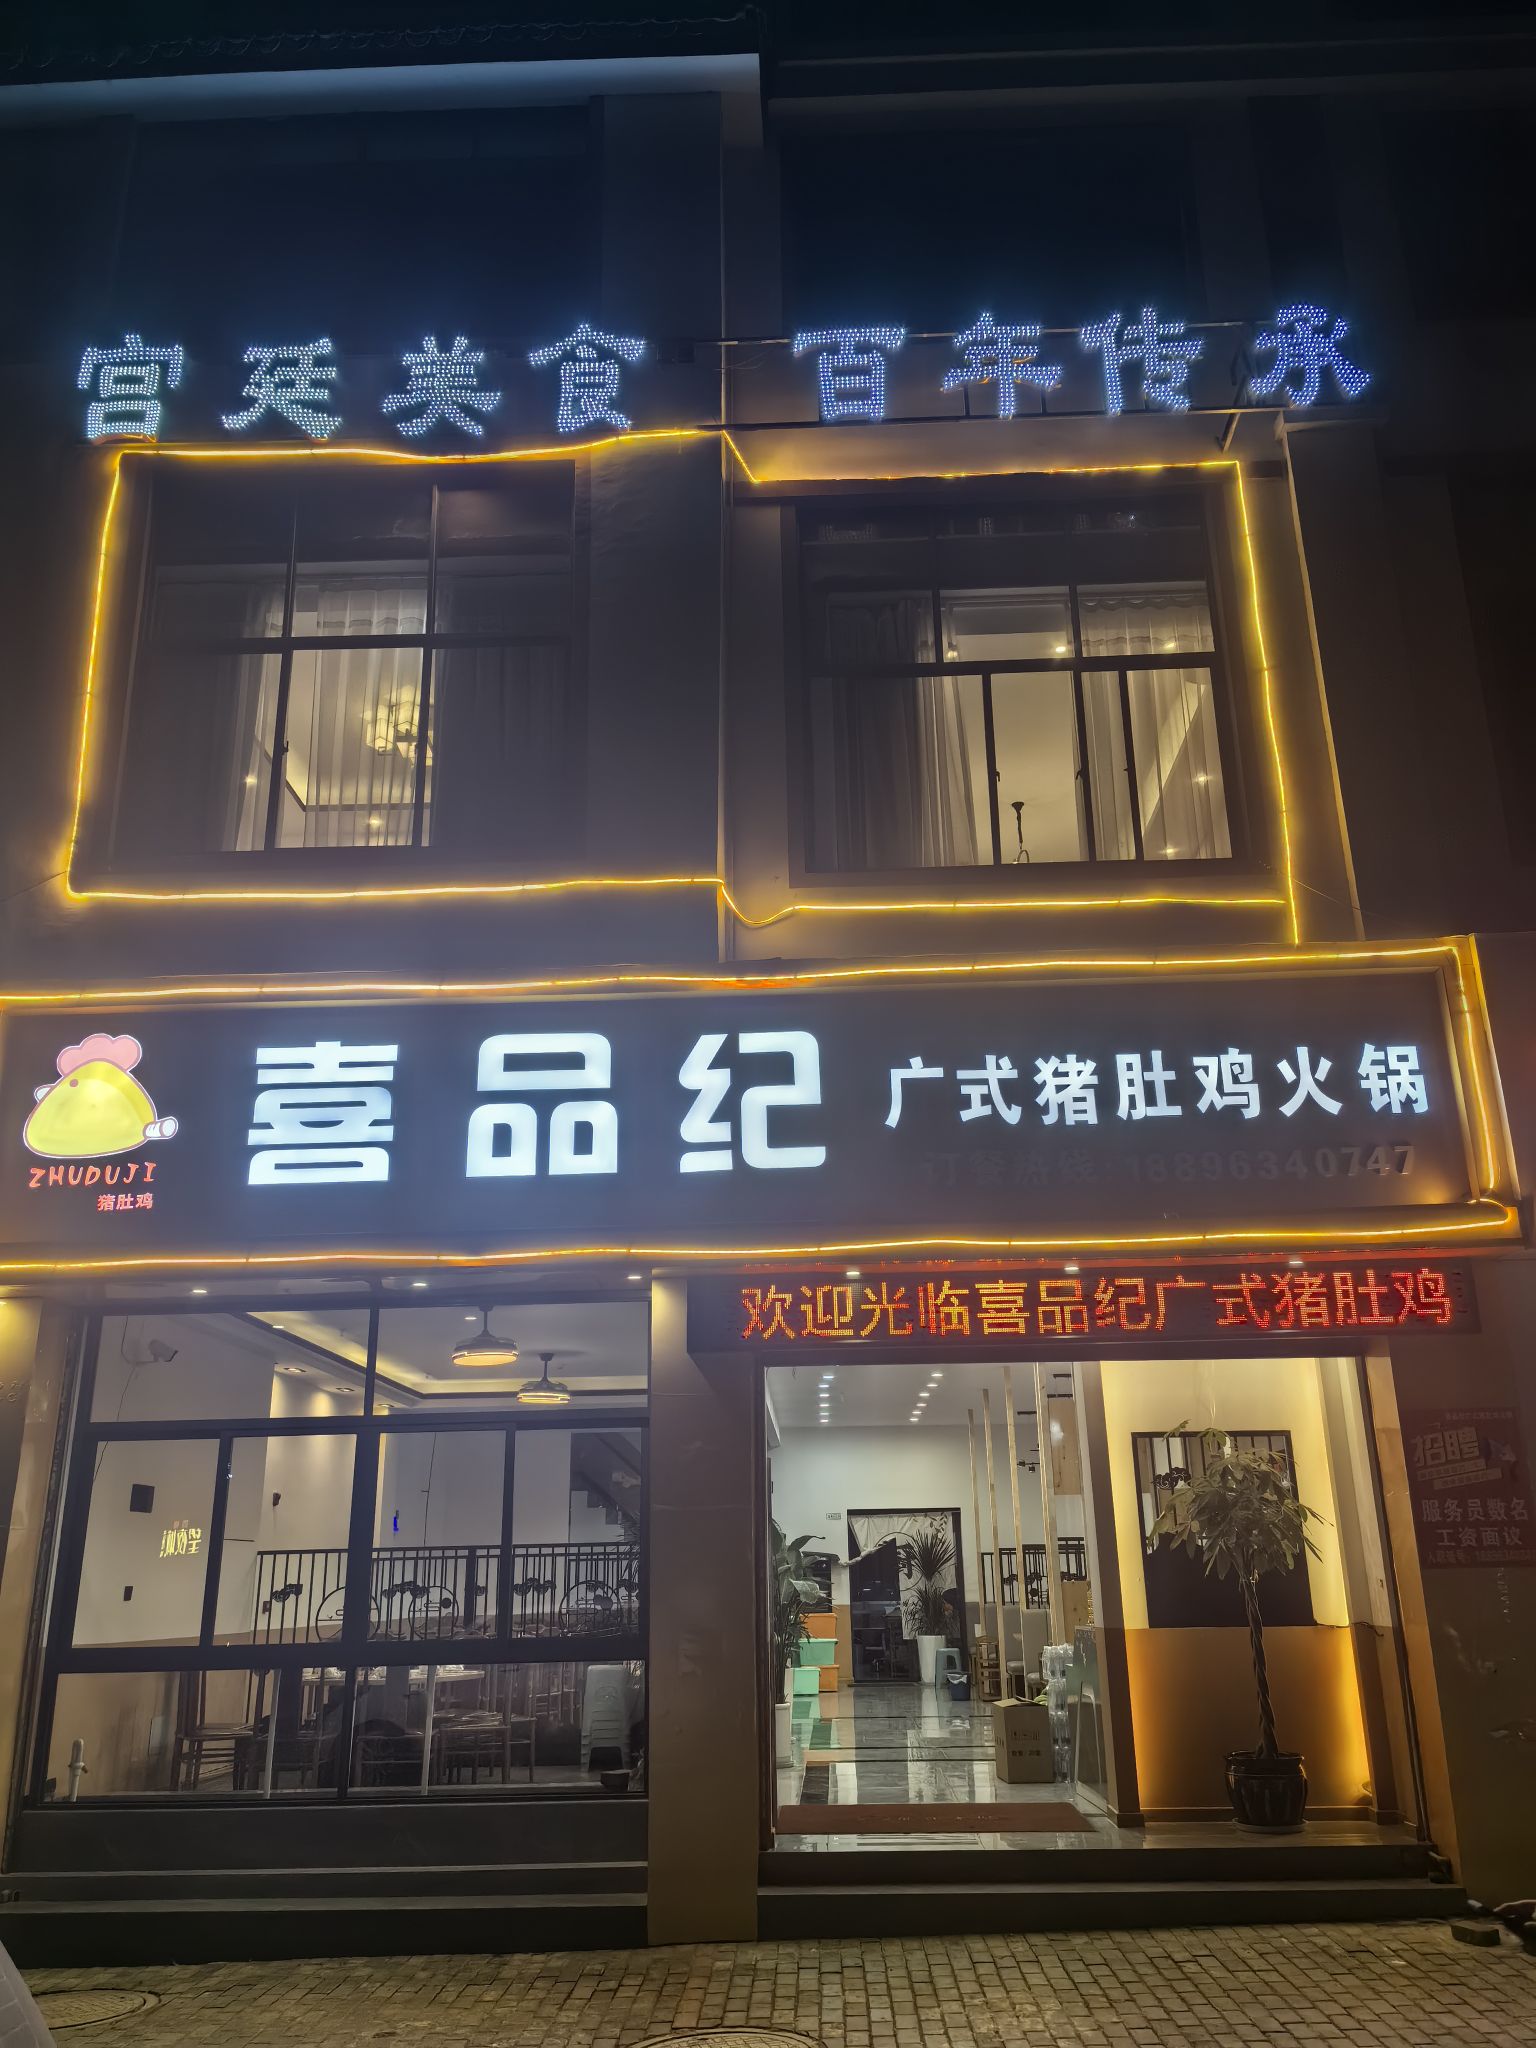 宫廷美食 百年传承
喜品纪
广式猪肚鸡火锅
订餐热线:18896340747
ZHUDUJI
猪肚鸡
欢迎光临喜品纪广式猪肚鸡
招聘
服务员数名
工资面议